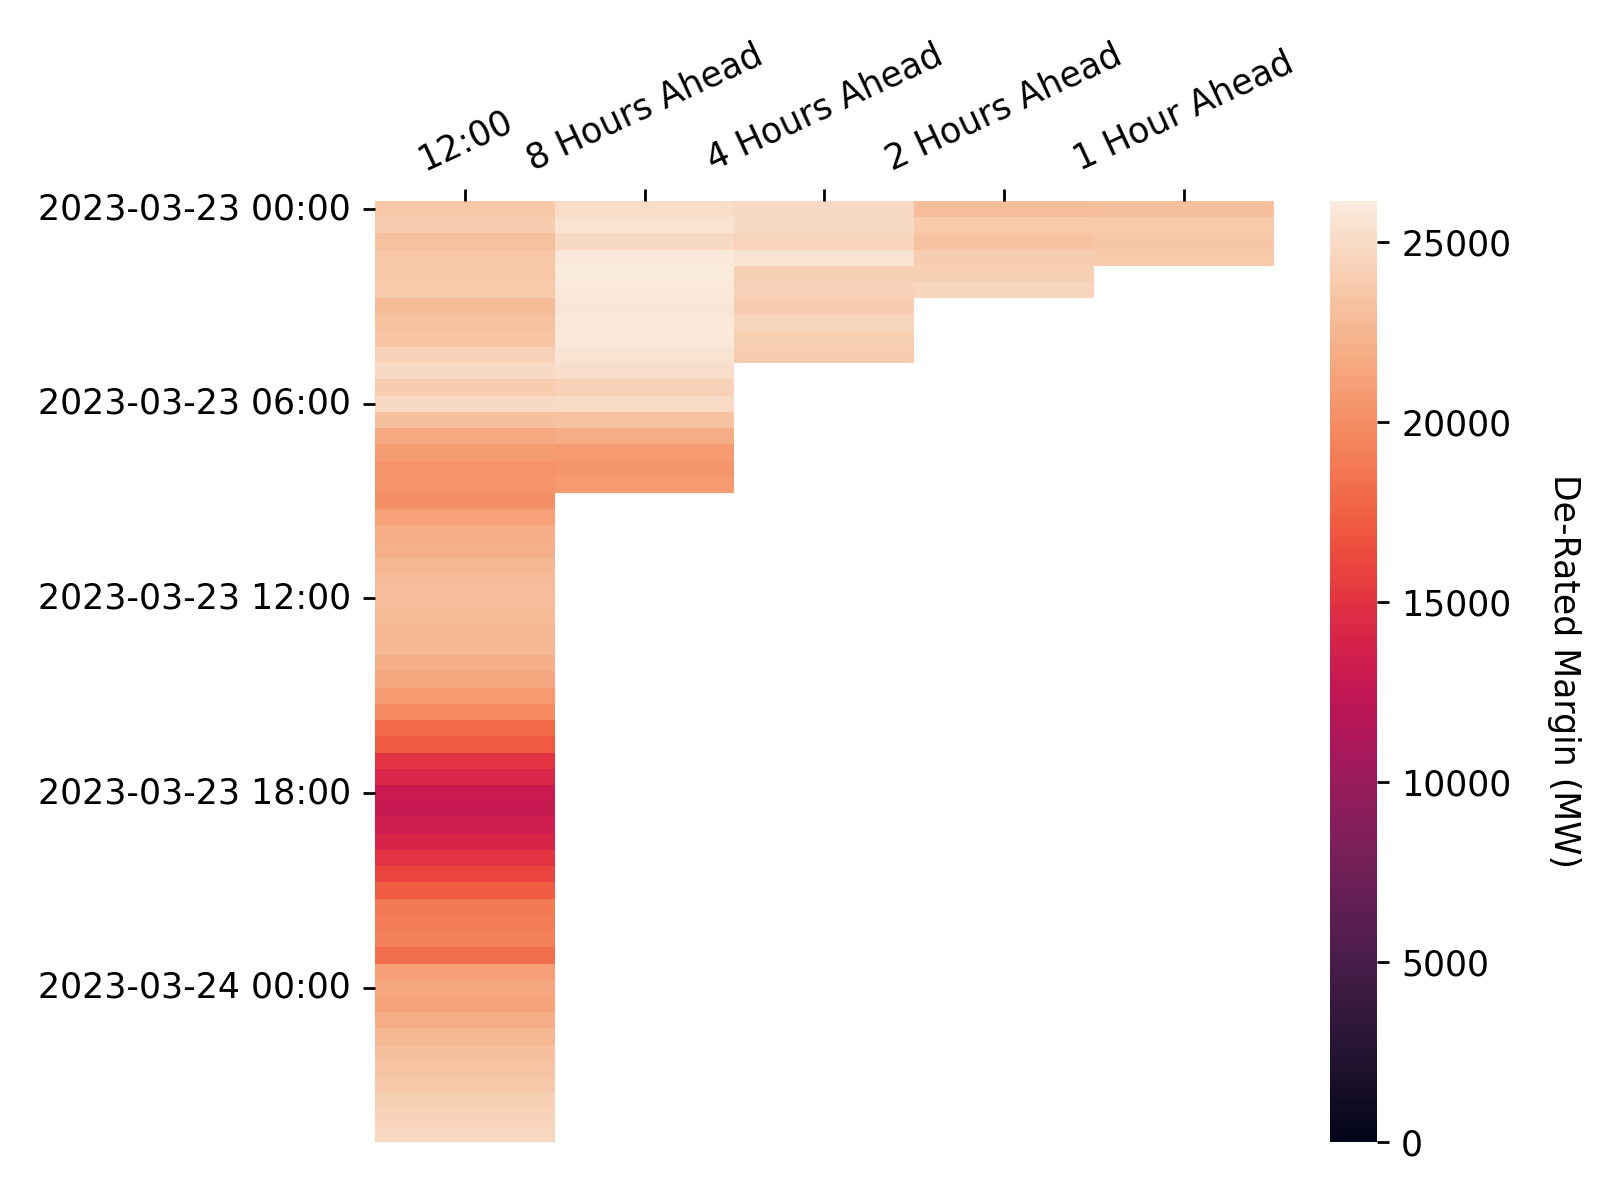 12:00
8 Hours Ahead
4 Hours Ahead
2 Hours Ahead
1 Hour Ahead
2023-03-23 00:00
2023-03-23 06:00
2023-03-23 12:00
2023-03-23 18:00
2023-03-24 00:00
25000
20000
15000
10000
5000
0
De-Rated Margin (MW)